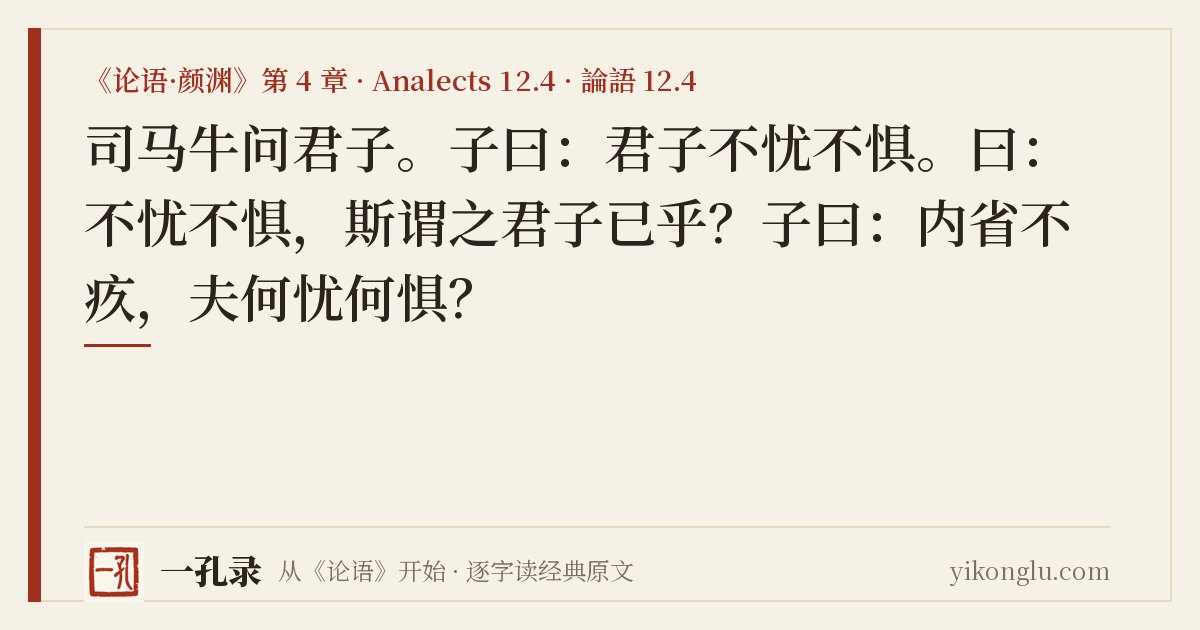 《论语·颜渊》第 4 章 · Analects 12.4 · 論語 12.4
司马牛问君子。子曰：君子不忧不惧。曰：
不忧不惧，斯谓之君子已乎？子曰：内省不
疚，夫何忧何惧？
一孔
一孔录 从《论语》开始 · 逐字读经典原文 yikonglu.com